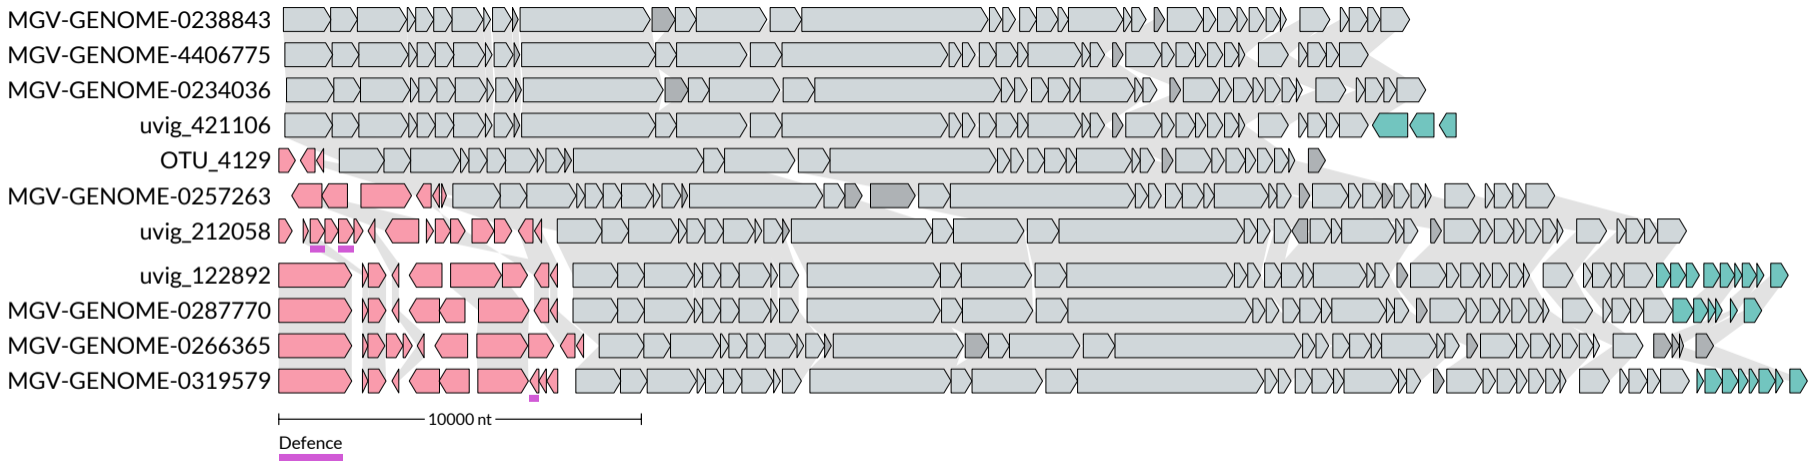 MGV-GENOME-0238843
MGV-GENOME-4406775
MGV-GENOME-0234036
uvig_421106
OTU_4129
MGV-GENOME-0257263
uvig_212058
uvig_122892
MGV-GENOME-0287770
MGV-GENOME-0266365
MGV-GENOME-0319579
10000 nt
Defence